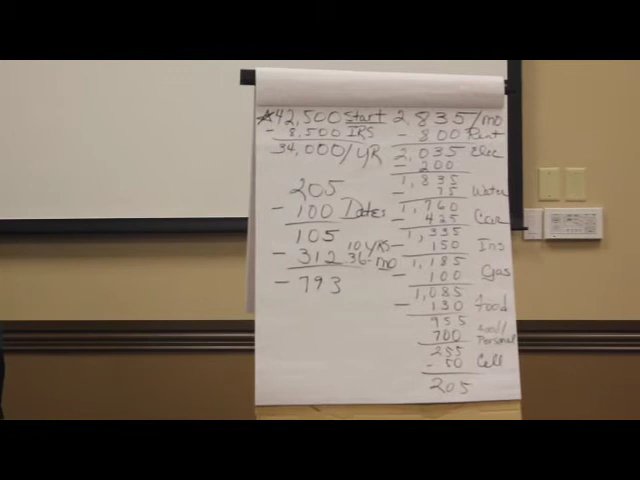 42,500 Start
- 8,500 IRS
34,000/YR
205
- 100 Dates
105
10 YRS
- 312 36- mo
- 793
2,835/mo
- 800 Rent
2,035 Elec
- 200
1,835
- 75 Water
1,760
- 425 Car
1,335
- 150 Ins
1,185
- 100 Gas
1,085
- 130 Food
955
700 Personal
255
- 50 Cell
205